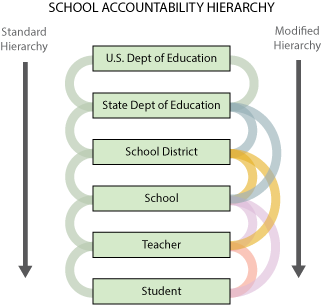 SCHOOL ACCOUNTABILITY HIERARCHY
Standard
Hierarchy
Modified
Hierarchy
U.S. Dept of Education
State Dept of Education
School District
School
Teacher
Student